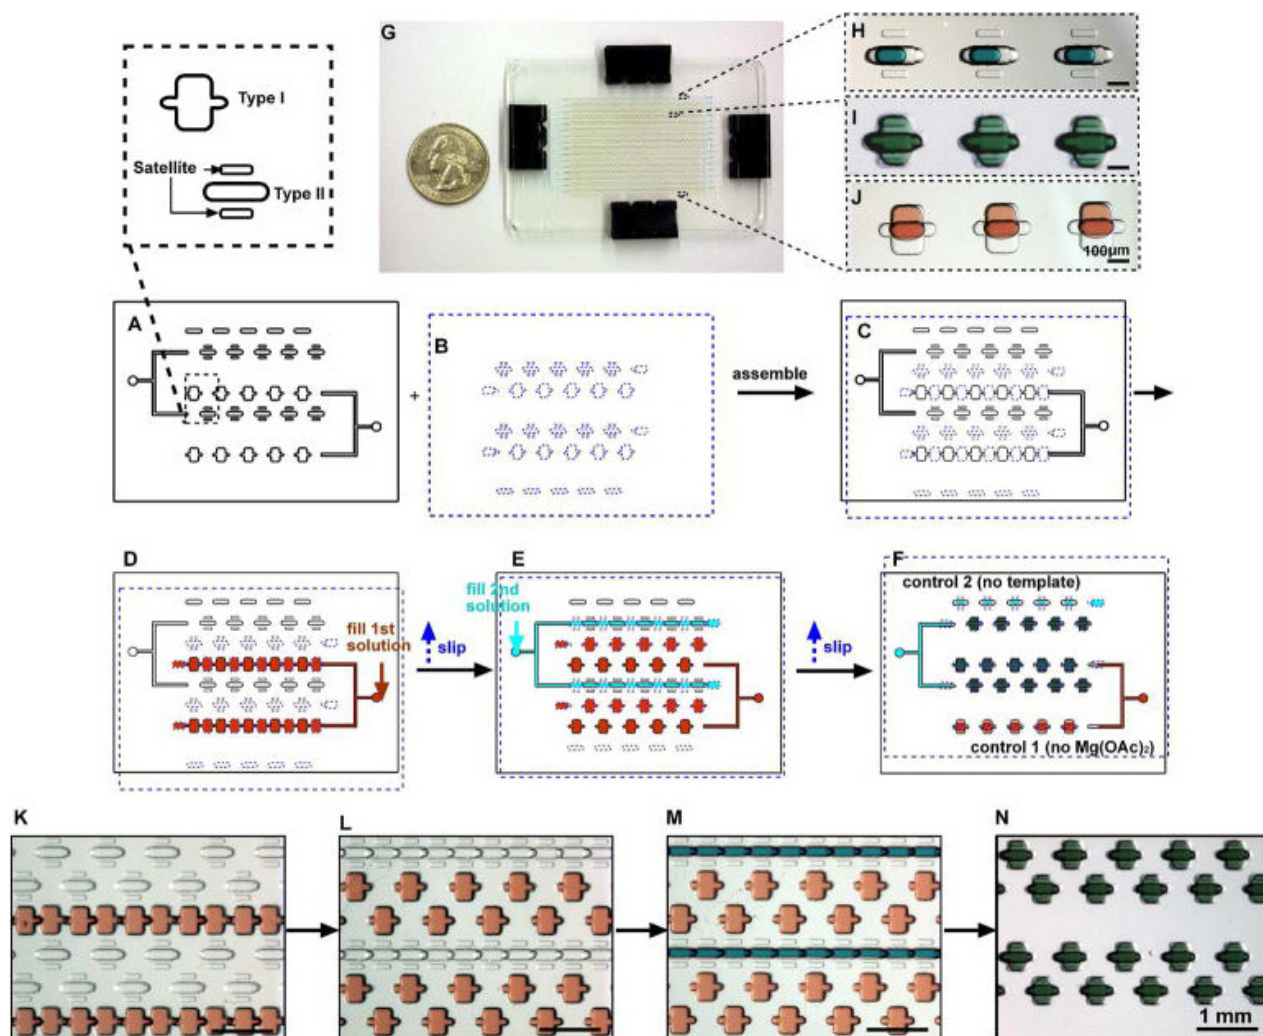 G
H
Type I
I
Satellite
Type II
J
100µm
A
B
C
+
assemble
D
E
F
fill 2nd
solution
control 2 (no template)
fill 1st
solution
slip
slip
control 1 (no Mg(OAc)₂)
K
L
M
N
1 mm